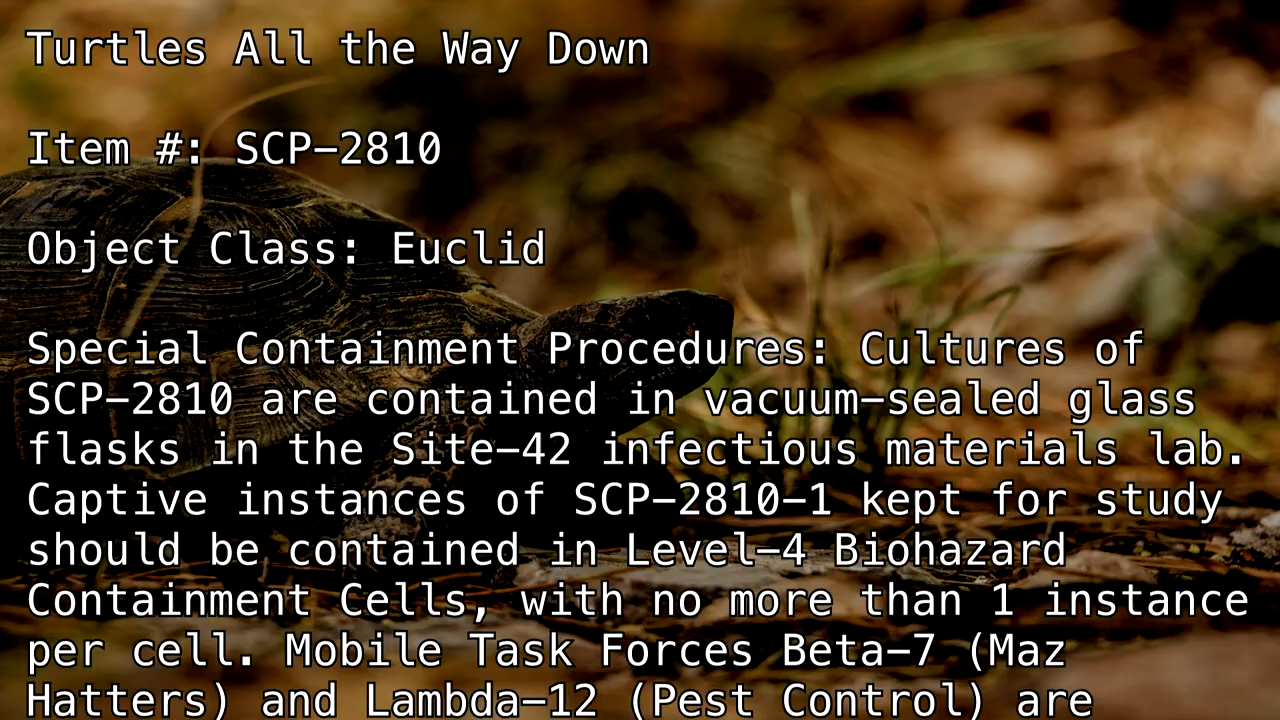 Turtles All the Way Down
Item #: SCP-2810
Object Class: Euclid
Special Containment Procedures: Cultures of
SCP-2810 are contained in vacuum-sealed glass
flasks in the Site-42 infectious materials lab.
Captive instances of SCP-2810-1 kept for study
should be contained in Level-4 Biohazard
Containment Cells, with no more than 1 instance
per cell. Mobile Task Forces Beta-7 (Maz
Hatters) and Lambda-12 (Pest Control) are